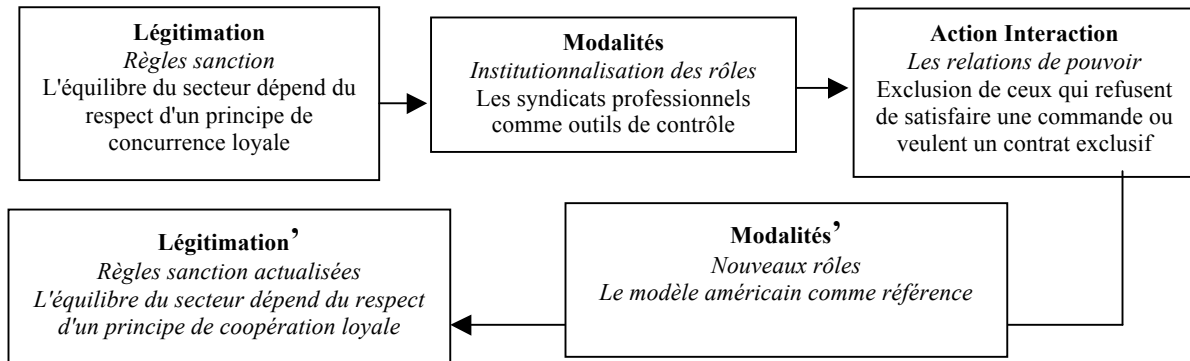 Légitimation
Règles sanction
L'équilibre du secteur dépend du
respect d'un principe de
concurrence loyale
Modalités
Institutionnalisation des rôles
Les syndicats professionnels
comme outils de contrôle
Action Interaction
Les relations de pouvoir
Exclusion de ceux qui refusent
de satisfaire une commande ou
veulent un contrat exclusif
Légitimation’
Règles sanction actualisées
L'équilibre du secteur dépend du respect
d'un principe de coopération loyale
Modalités’
Nouveaux rôles
Le modèle américain comme référence